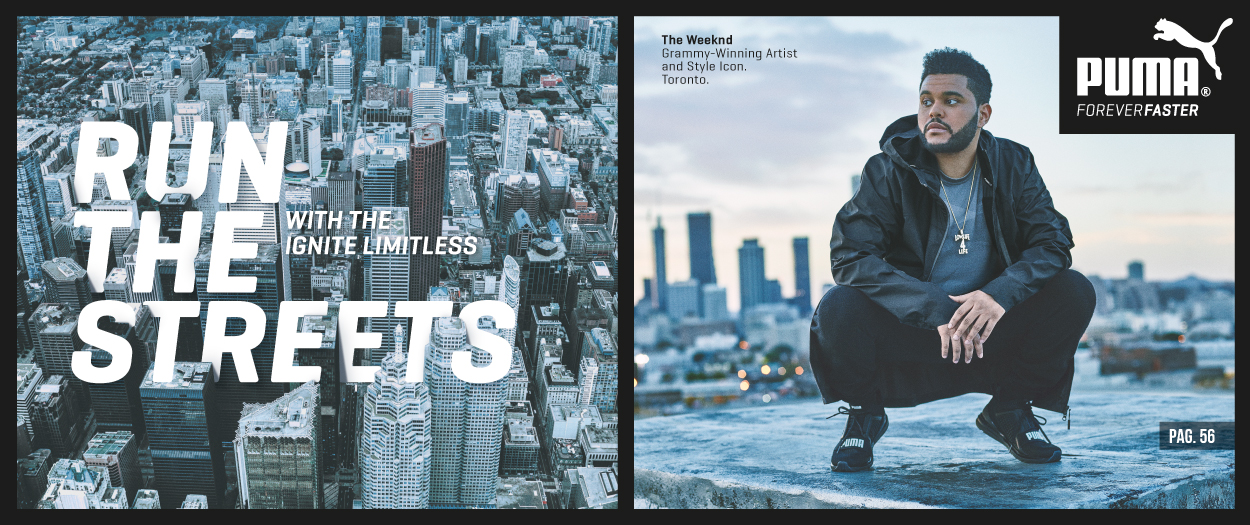 RUN
THE
WITH THE
IGNITE LIMITLESS
STREETS
The Weeknd
Grammy-Winning Artist
and Style Icon.
Toronto.
PUMA®
FOREVERFASTER
LIFE
PUMA
PUMA
PAG. 56